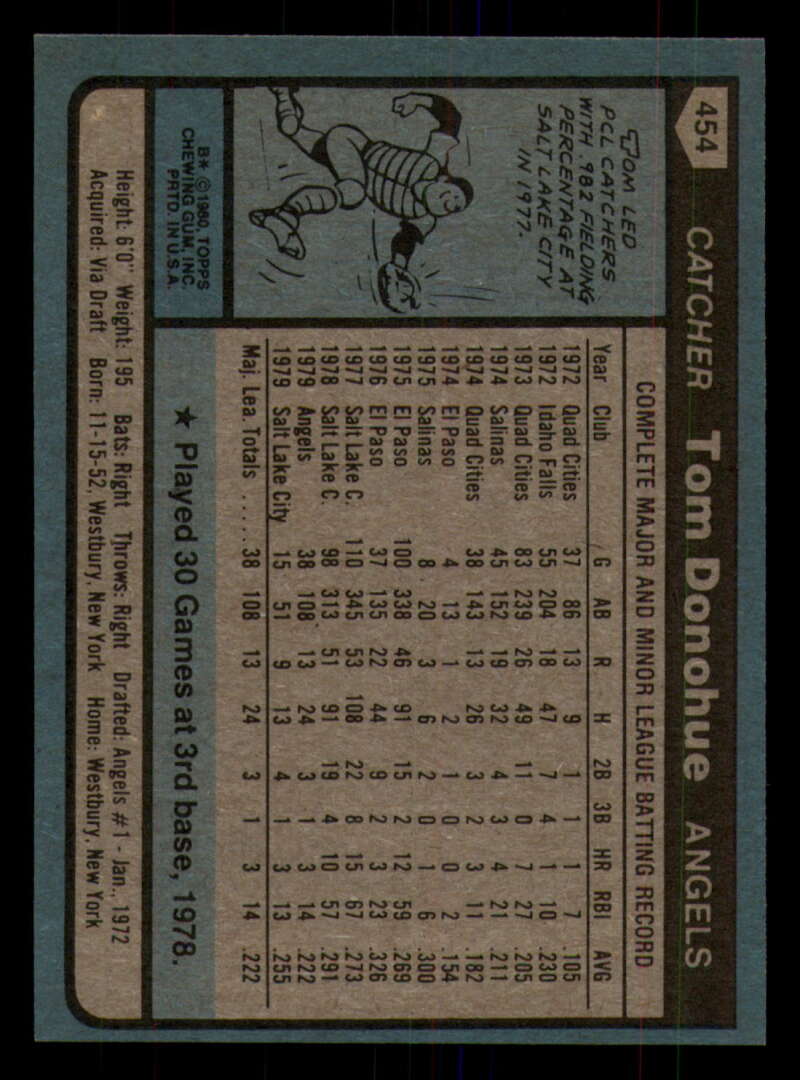 454
CATCHER Tom Donohue ANGELS
TOM LED
PCL CATCHERS
WITH .982 FIELDING
PERCENTAGE AT
SALT LAKE CITY
IN 1977.
B* © 1980, TOPPS
CHEWING GUM, INC.
PRTD. IN U.S.A.
COMPLETE MAJOR AND MINOR LEAGUE BATTING RECORD
Year Club G AB R H 2B 3B HR RBI AVG
1972 Quad Cities 37 86 13 9 1 1 1 7 .105
1972 Idaho Falls 55 204 18 47 7 4 1 10 .230
1973 Quad Cities 83 239 26 49 11 0 7 27 .205
1974 Salinas 45 152 19 32 4 3 4 21 .211
1974 Quad Cities 38 143 13 26 3 2 3 11 .182
1974 El Paso 4 13 1 2 1 0 0 2 .154
1975 Salinas 8 20 3 6 2 0 1 6 .300
1975 El Paso 100 338 46 91 15 2 12 59 .269
1976 El Paso 37 135 22 44 9 2 3 23 .326
1977 Salt Lake C. 110 345 53 108 22 8 15 67 .273
1978 Salt Lake C. 98 313 51 91 19 4 10 57 .291
1979 Angels 38 108 13 24 3 1 3 14 .222
1979 Salt Lake City 15 51 9 13 4 1 3 13 .255
Maj. Lea. Totals ..... 38 108 13 24 3 1 3 14 .222
★ Played 30 Games at 3rd base, 1978.
Height: 6'0" Weight: 195 Bats: Right Throws: Right Drafted: Angels #1 - Jan., 1972
Acquired: Via Draft Born: 11-15-52, Westbury, New York Home: Westbury, New York